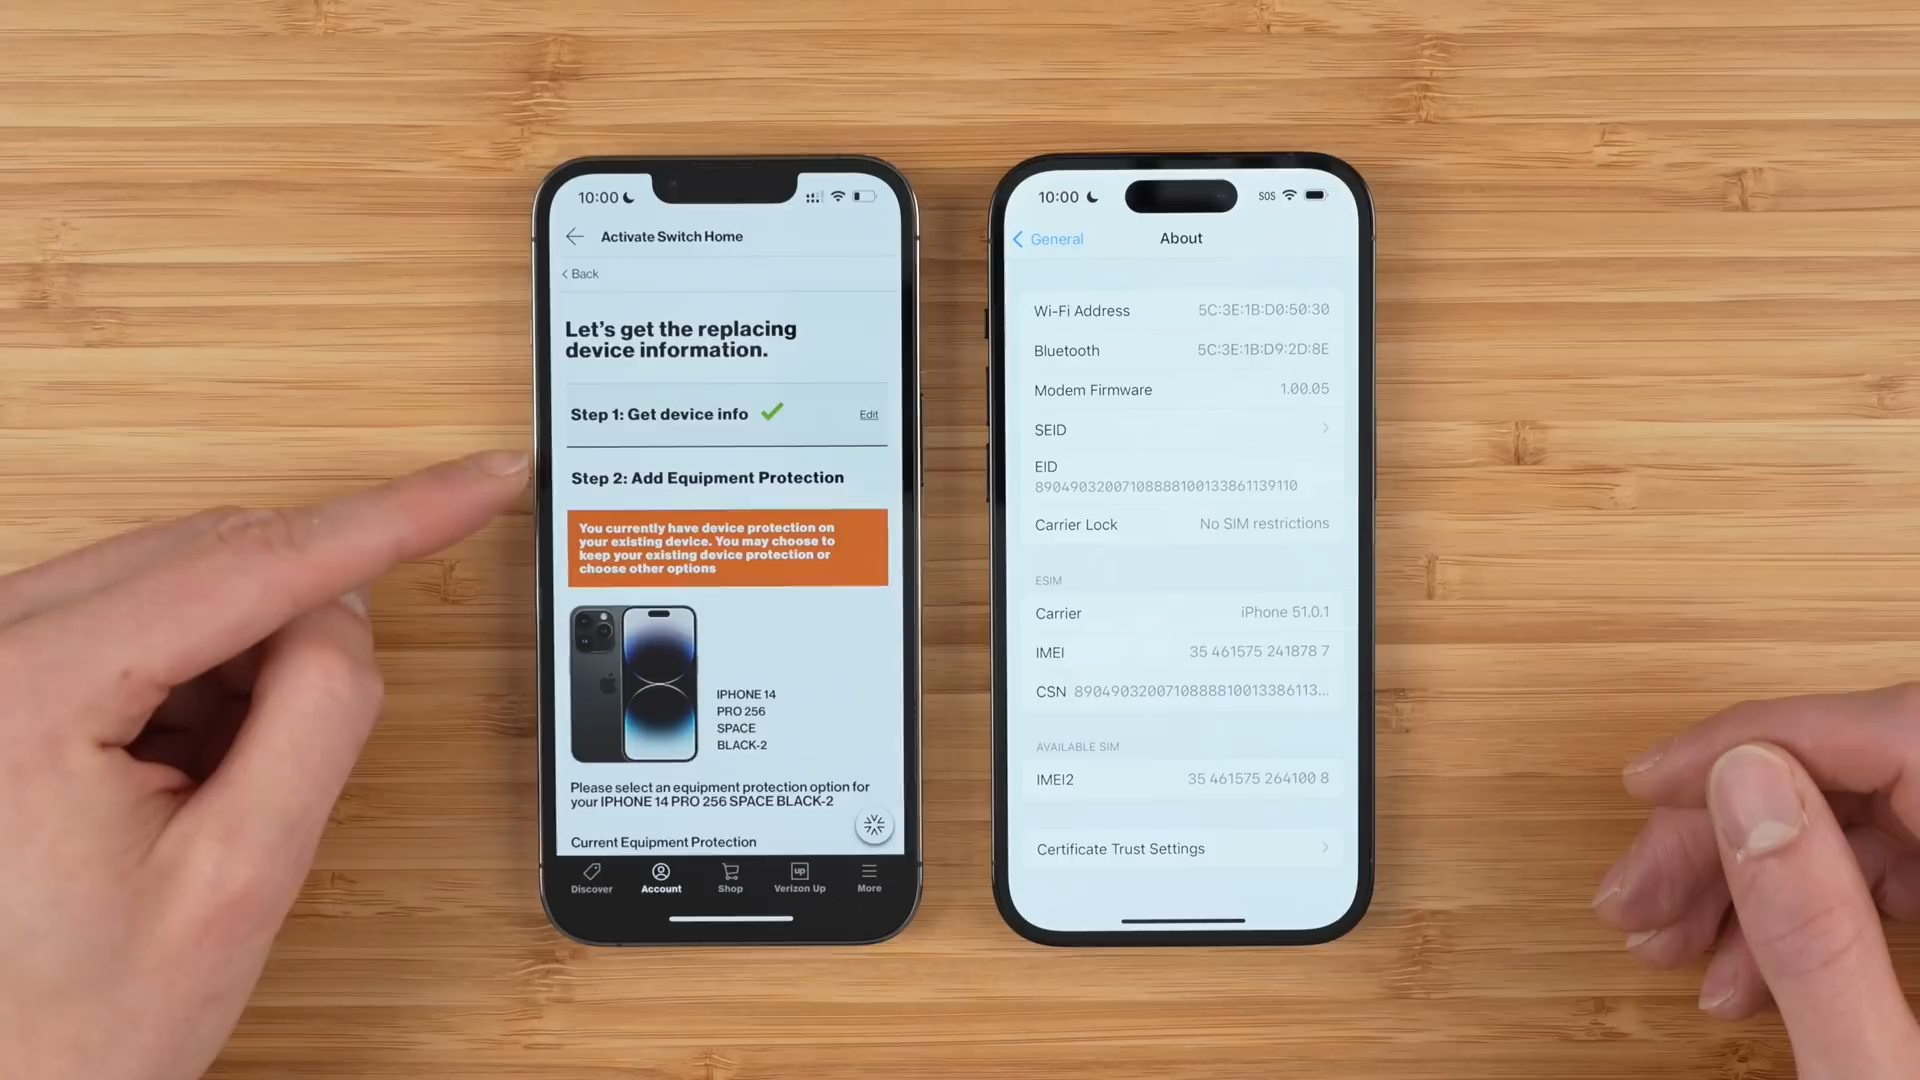 10:00
Activate Switch Home
Back
Let's get the replacing
device information.
Step 1: Get device info
Edit
Step 2: Add Equipment Protection
You currently have device protection on
your existing device. You may choose to
keep your existing device protection or
choose other options
IPHONE 14
PRO 256
SPACE
BLACK-2
Please select an equipment protection option for
your IPHONE 14 PRO 256 SPACE BLACK-2
Current Equipment Protection
Discover
Account
Shop
up
Verizon Up
More
10:00
SOS
General
About
Wi-Fi Address 5C:3E:1B:D0:50:30
Bluetooth 5C:3E:1B:D9:2D:8E
Modem Firmware 1.00.05
SEID
EID
89049032007108888100133861139110
Carrier Lock No SIM restrictions
ESIM
Carrier iPhone 51.0.1
IMEI 35 461575 241878 7
CSN 89049032007108888100133861 13...
AVAILABLE SIM
IMEI2 35 461575 264100 8
Certificate Trust Settings